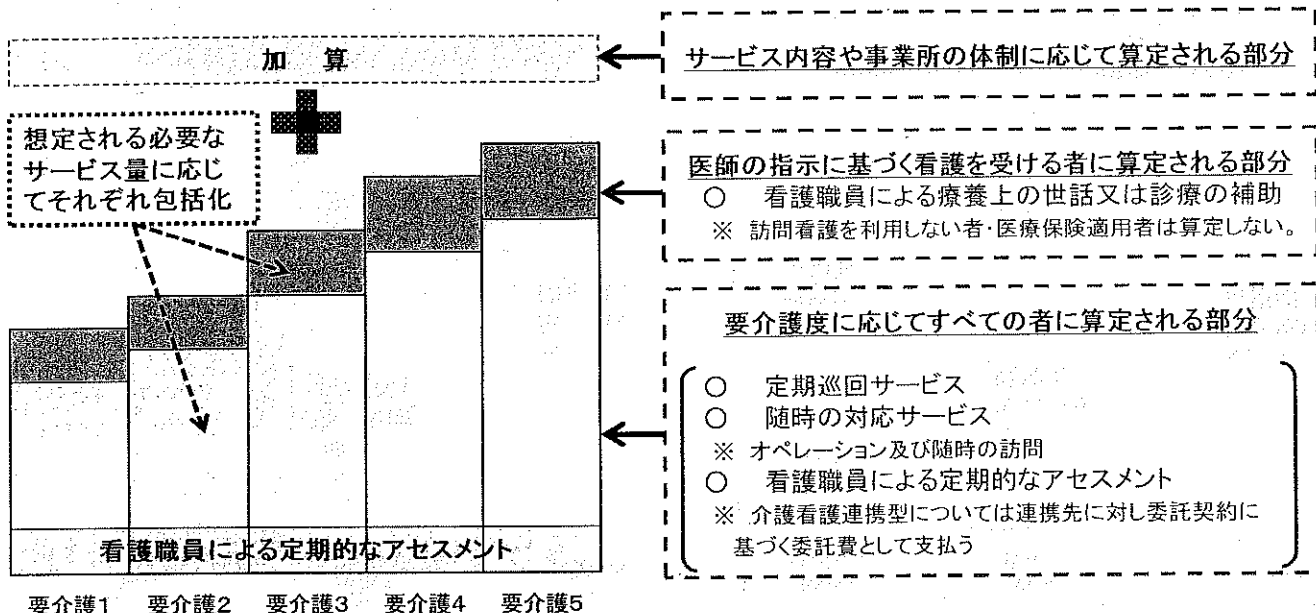 加 算
想定される必要な
サービス量に応じ
てそれぞれ包括化
看護職員による定期的なアセスメント
要介護1 要介護2 要介護3 要介護4 要介護5
サービス内容や事業所の体制に応じて算定される部分
医師の指示に基づく看護を受ける者に算定される部分
○ 看護職員による療養上の世話又は診療の補助
※ 訪問看護を利用しない者・医療保険適用者は算定しない。
要介護度に応じてすべての者に算定される部分
○ 定期巡回サービス
○ 随時の対応サービス
※ オペレーション及び随時の訪問
○ 看護職員による定期的なアセスメント
※ 介護看護連携型については連携先に対し委託契約に
基づく委託費として支払う